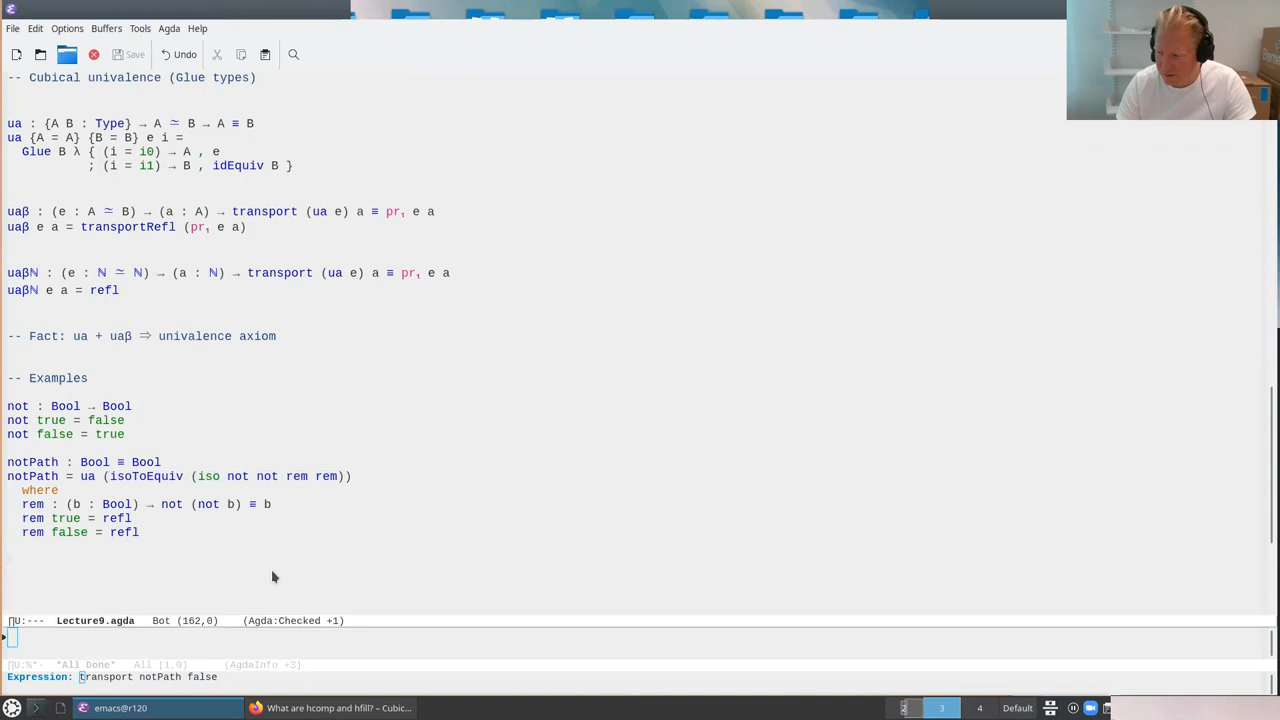 File Edit Options Buffers Tools Agda Help
Save Undo
-- Cubical univalence (Glue types)
ua : {A B : Type} → A ≃ B → A ≡ B
ua {A = A} {B = B} e i =
Glue B λ { (i = i0) → A , e
; (i = i1) → B , idEquiv B }
uaβ : (e : A ≃ B) → (a : A) → transport (ua e) a ≡ pr₁ e a
uaβ e a = transportRefl (pr₁ e a)
uaβℕ : (e : ℕ ≃ ℕ) → (a : ℕ) → transport (ua e) a ≡ pr₁ e a
uaβℕ e a = refl
-- Fact: ua + uaβ ⇒ univalence axiom
-- Examples
not : Bool → Bool
not true = false
not false = true
notPath : Bool ≡ Bool
notPath = ua (isoToEquiv (iso not not rem rem))
where
rem : (b : Bool) → not (not b) ≡ b
rem true = refl
rem false = refl
∏U:--- Lecture9.agda Bot (162,0) (Agda:Checked +1)
∏U:%*- *All Done* All [1,0) (AgdaInfo +3)
Expression: transport notPath false
emacs@r120 What are hcomp and hfill? – Cubic... 2 3 4 Default